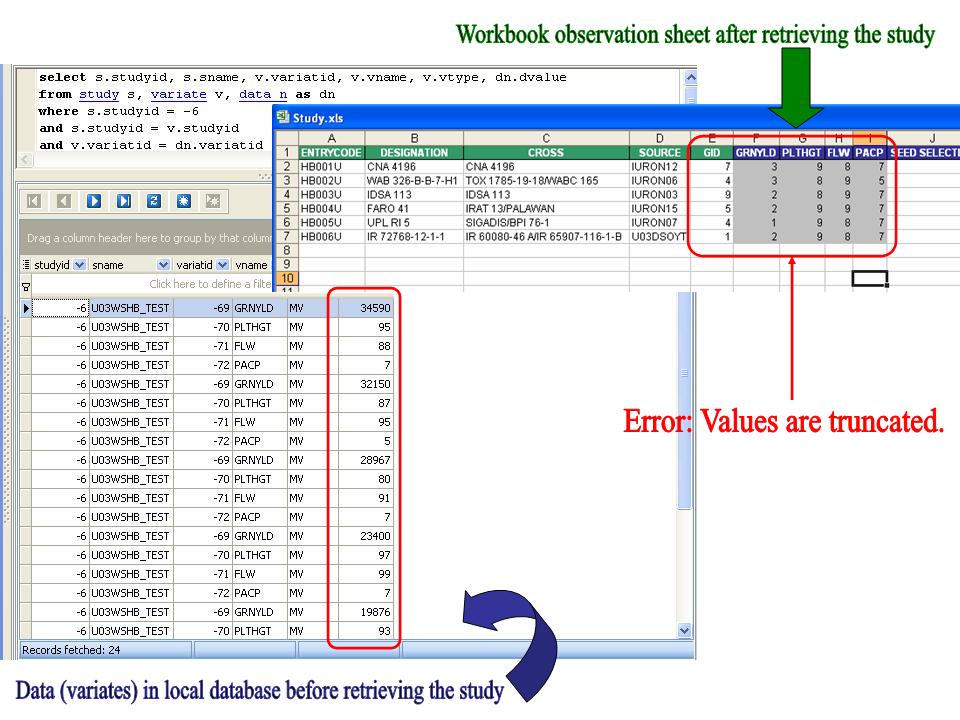 Workbook observation sheet after retrieving the study
select s.studyid, s.sname, v.variatid, v.vname, v.vtype, dn.dvalue
from study s, variate v, data_n as dn
where s.studyid = -6
and s.studyid = v.studyid
and v.variatid = dn.variatid
Study.xls
A B C D E F G H I J
1 ENTRYCODE DESIGNATION CROSS SOURCE GID GRNYLD PLTHGT FLW PACP SEED SELECTI
2 HB001U CNA 4196 CNA 4196 IURON12 7 3 9 8 7
3 HB002U WAB 326-B-B-7-H1 TOX 1785-19-18/WABC 165 IURON06 4 3 8 9 5
4 HB003U IDSA 113 IDSA 113 IURON03 9 2 8 9 7
5 HB004U FARO 41 IRAT 13/PALAWAN IURON15 5 2 9 9 7
6 HB005U UPL RI 5 SIGADIS/BPI 76-1 IURON07 4 1 9 8 7
7 HB006U IR 72768-12-1-1 IR 60080-46 A/IR 65907-116-1-B U03DSOYT 1 2 9 8 7
8
9
10
11
Drag a column header here to group by that colum
studyid sname variatid vname
Click here to define a filte
-6 U03WSHB_TEST -69 GRNYLD MV 34590
-6 U03WSHB_TEST -70 PLTHGT MV 95
-6 U03WSHB_TEST -71 FLW MV 88
-6 U03WSHB_TEST -72 PACP MV 7
-6 U03WSHB_TEST -69 GRNYLD MV 32150
-6 U03WSHB_TEST -70 PLTHGT MV 87
-6 U03WSHB_TEST -71 FLW MV 95
-6 U03WSHB_TEST -72 PACP MV 5
-6 U03WSHB_TEST -69 GRNYLD MV 28967
-6 U03WSHB_TEST -70 PLTHGT MV 80
-6 U03WSHB_TEST -71 FLW MV 91
-6 U03WSHB_TEST -72 PACP MV 7
-6 U03WSHB_TEST -69 GRNYLD MV 23400
-6 U03WSHB_TEST -70 PLTHGT MV 97
-6 U03WSHB_TEST -71 FLW MV 99
-6 U03WSHB_TEST -72 PACP MV 7
-6 U03WSHB_TEST -69 GRNYLD MV 19876
-6 U03WSHB_TEST -70 PLTHGT MV 93
Error: Values are truncated.
Records fetched: 24
Data (variates) in local database before retrieving the study